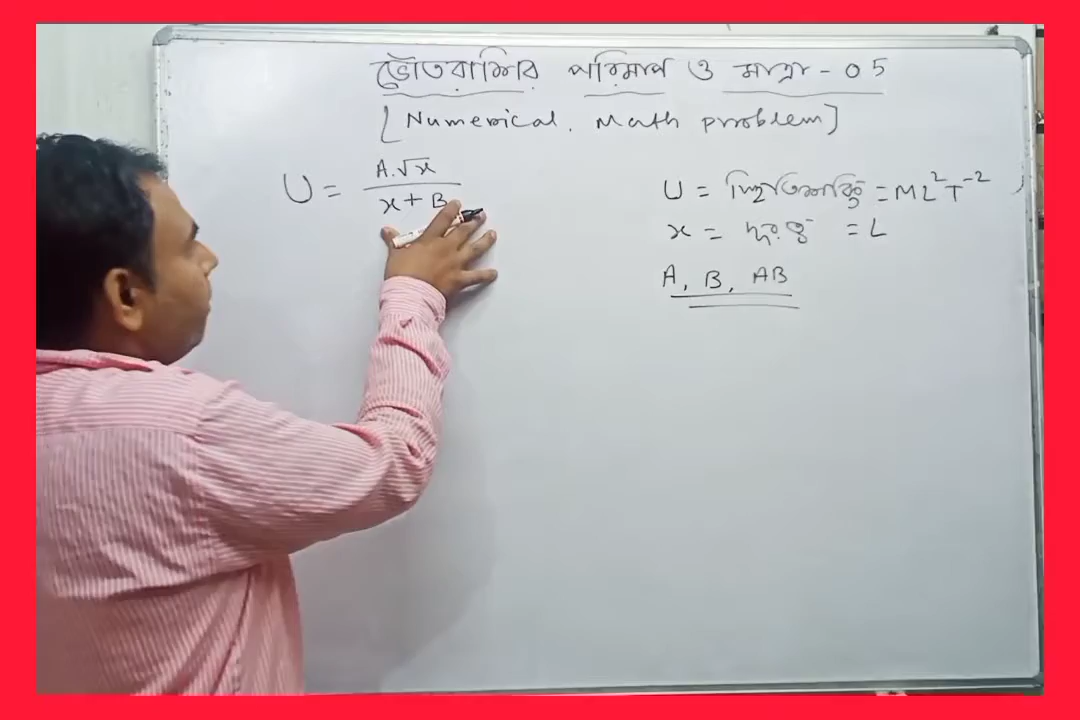 ভৌতরাশির পরিমাপ ও মাত্রা - 05
[Numerical. Math problem]
U = A.√x / x + B
U = স্থিতিশক্তি = ML²T⁻²
x = দূরত্ব = L
A, B, AB